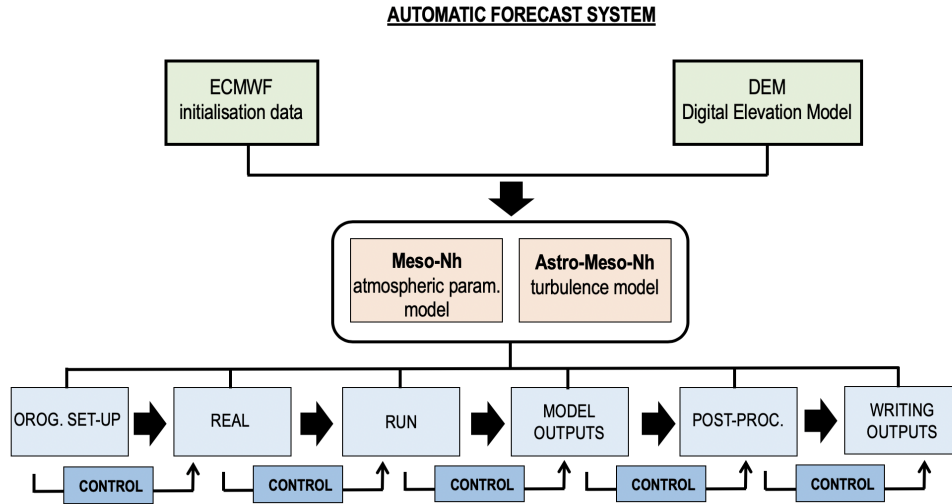 AUTOMATIC FORECAST SYSTEM
ECMWF
initialisation data
DEM
Digital Elevation Model
Meso-Nh
atmospheric param.
model
Astro-Meso-Nh
turbulence model
OROG. SET-UP
REAL
RUN
MODEL
OUTPUTS
POST-PROC.
WRITING
OUTPUTS
CONTROL
CONTROL
CONTROL
CONTROL
CONTROL